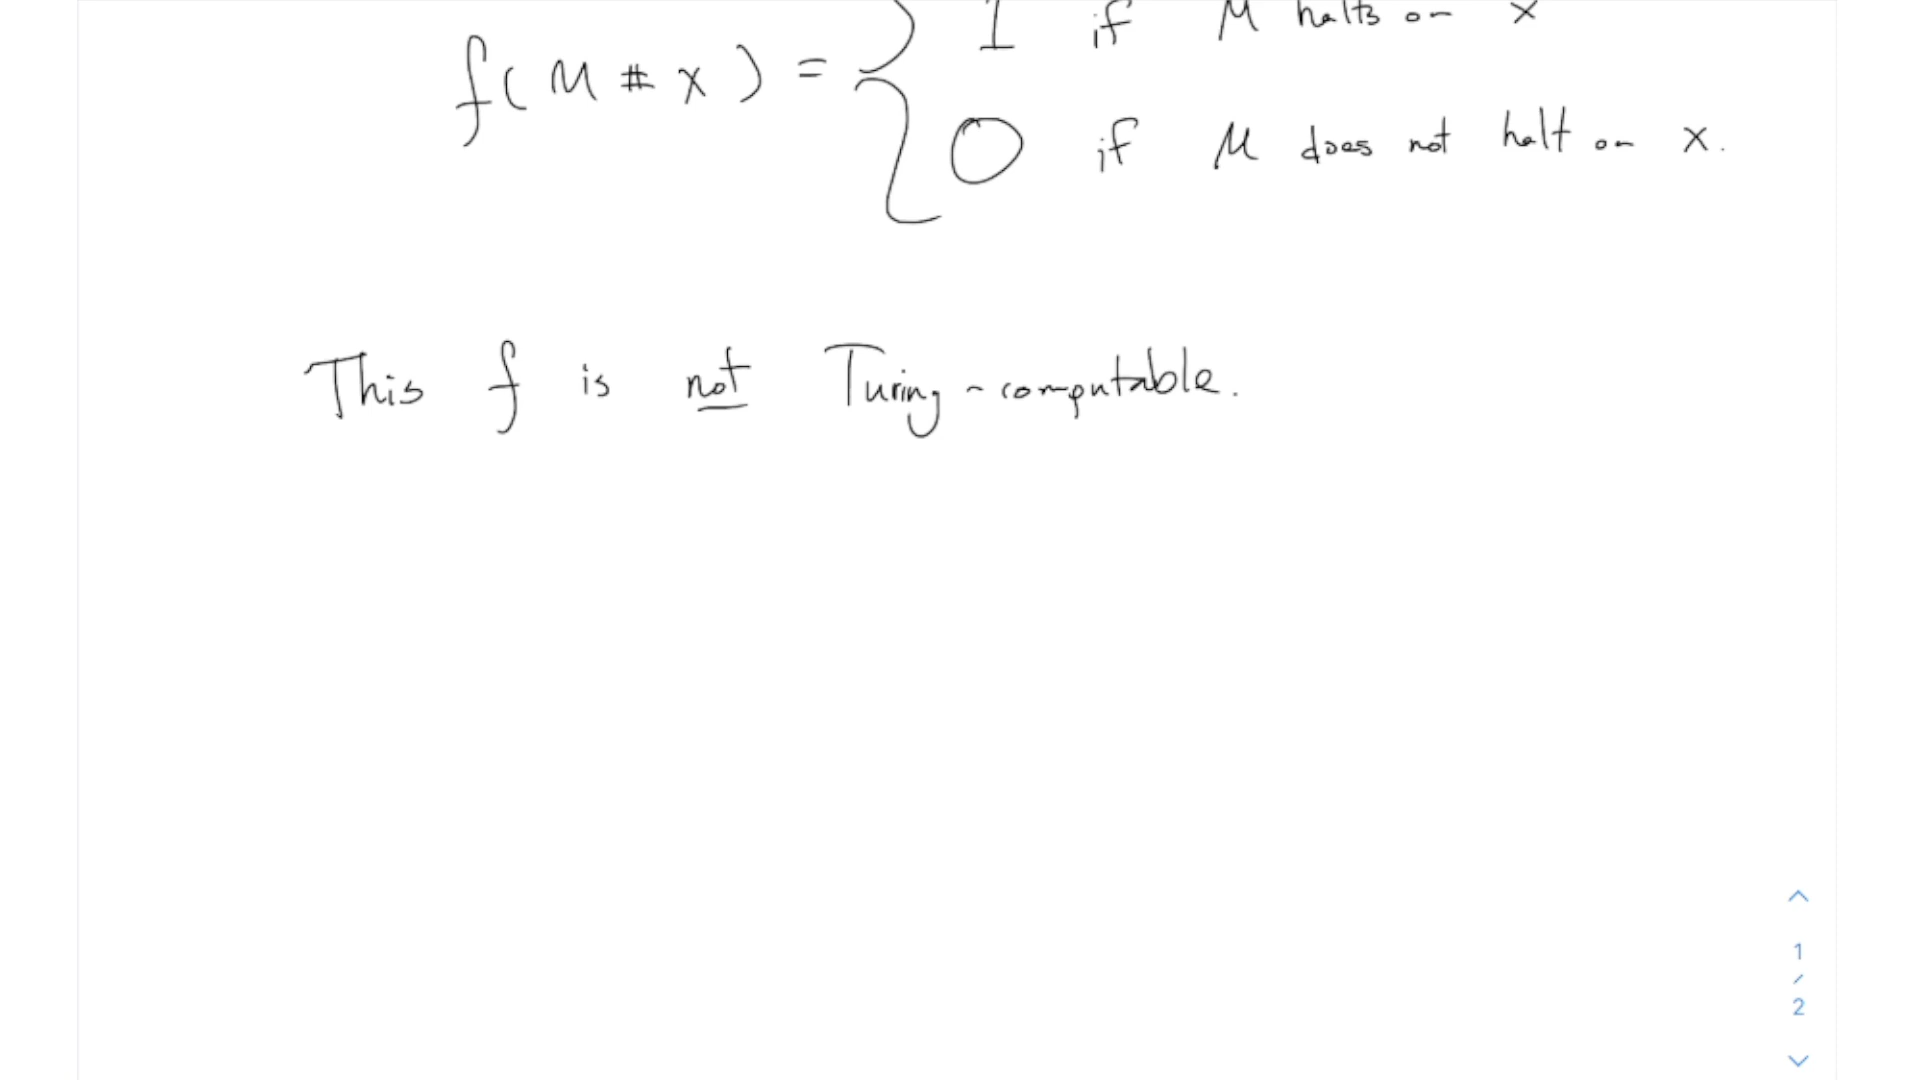 1 if M halts on x
f(M # x) =
0 if M does not halt on x.
This f is not Turing-computable.
1
/
2